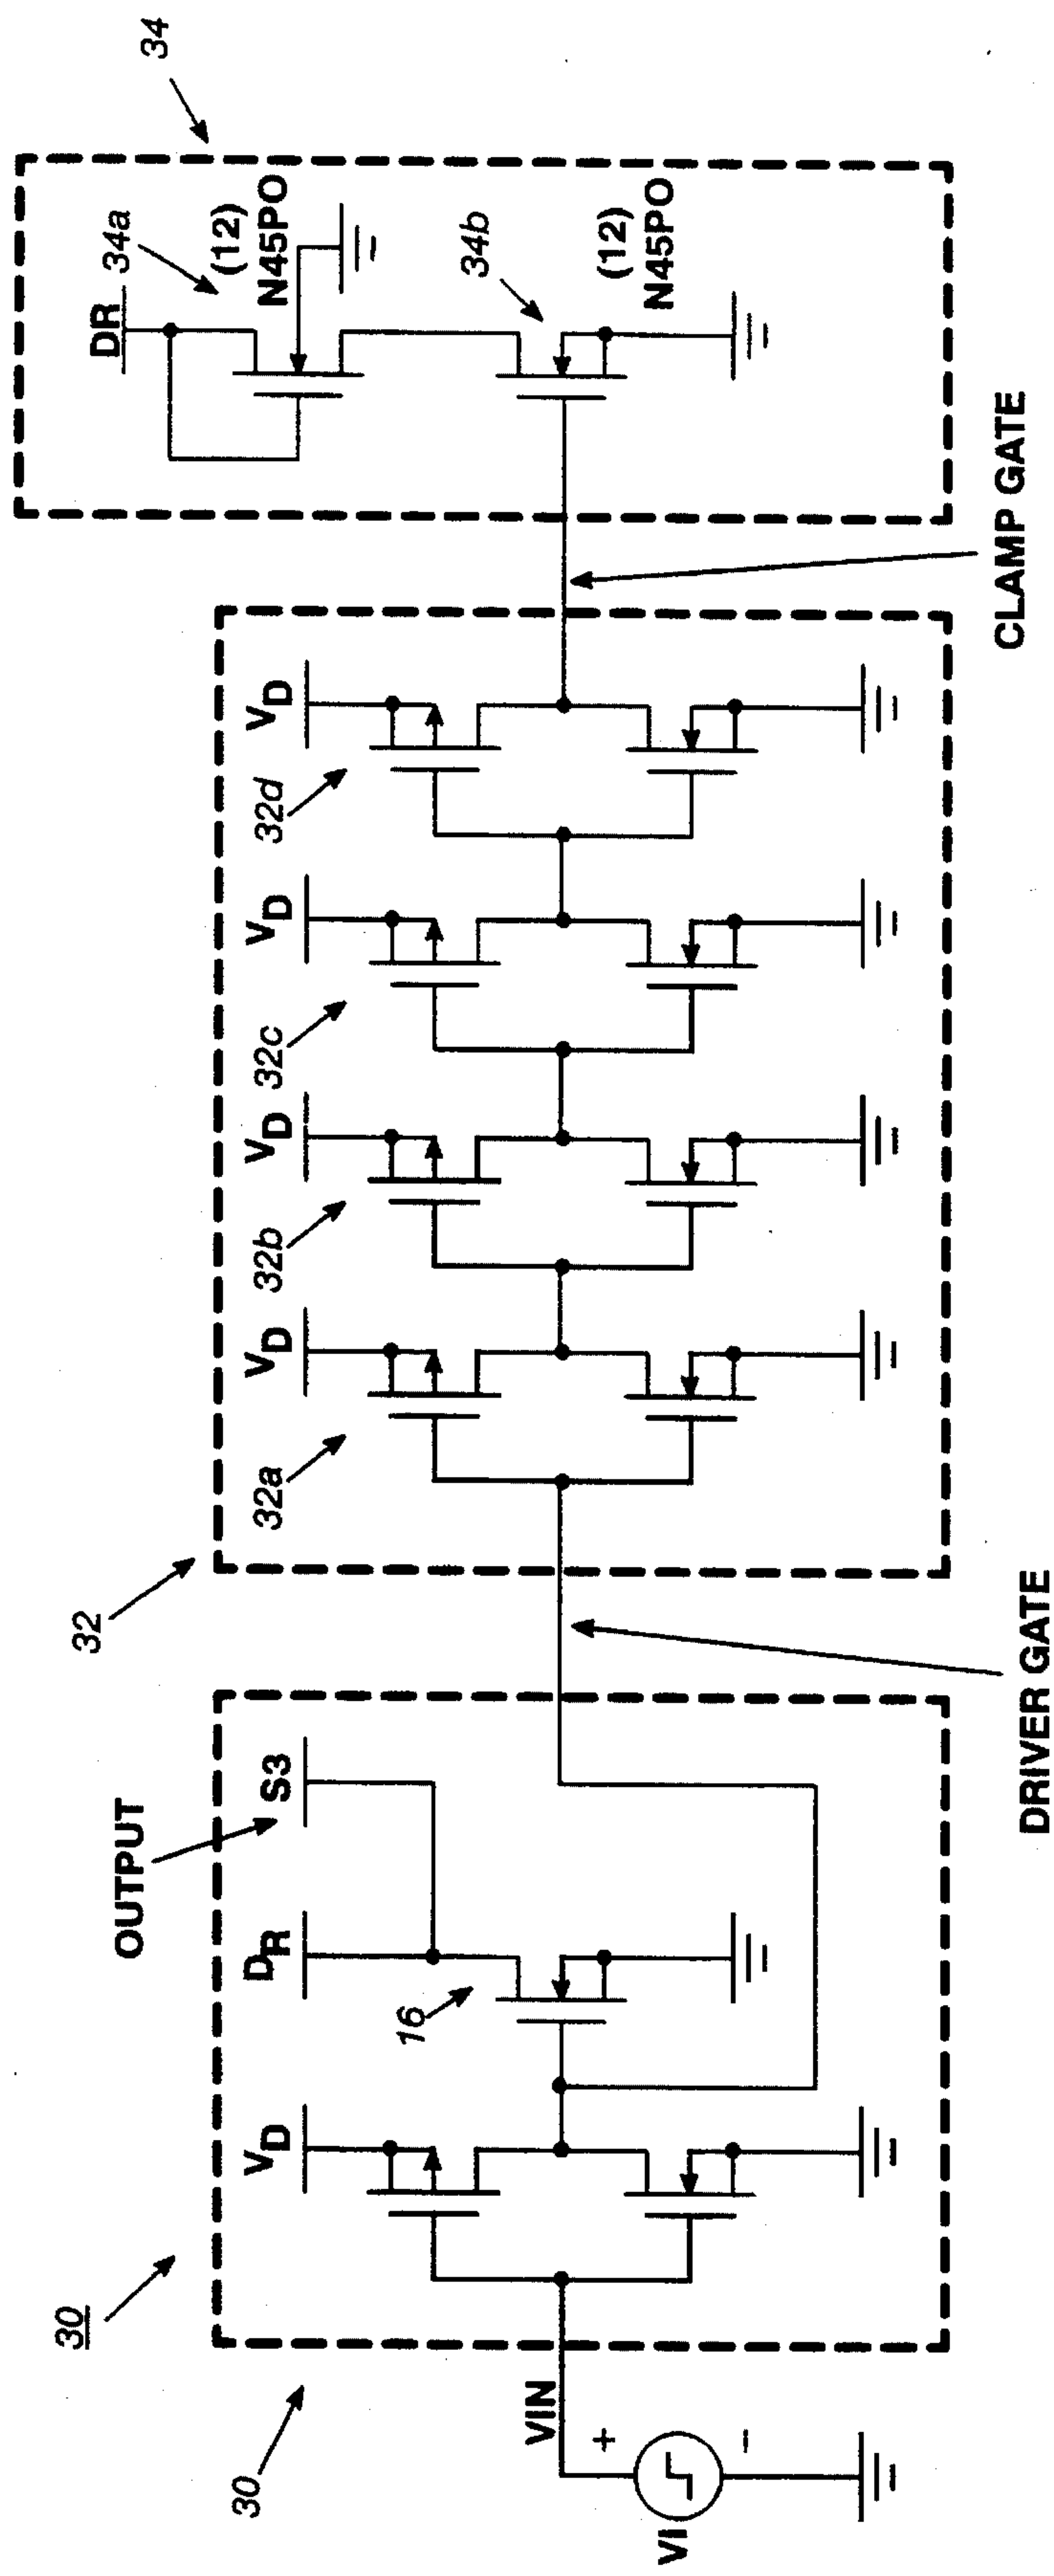 30
30
VIN
+
−
VI
VD
16
DR
OUTPUT
S3
DRIVER GATE
32
32a
VD
32b
VD
32c
VD
32d
VD
CLAMP GATE
34
DR
34a
(12)
N45PO
34b
(12)
N45PO